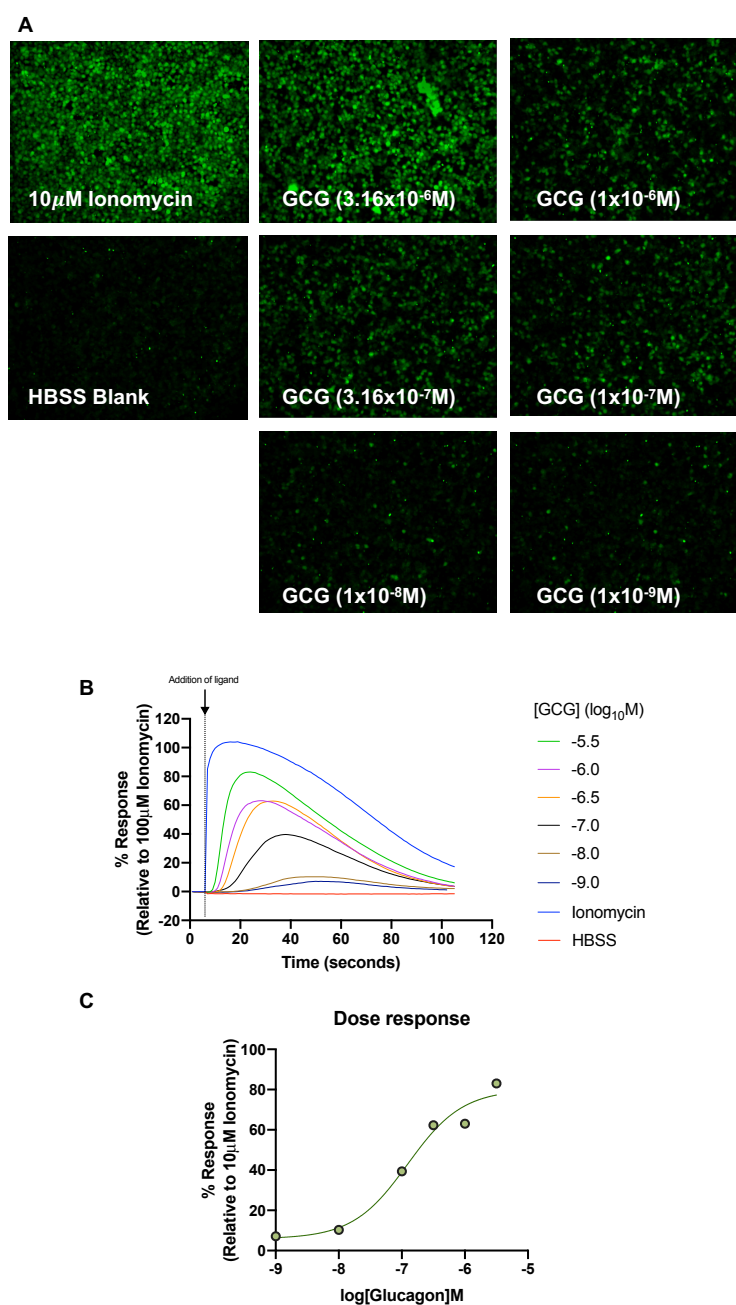 A
10µM Ionomycin
GCG (3.16x10⁻⁶M)
GCG (1x10⁻⁶M)
HBSS Blank
GCG (3.16x10⁻⁷M)
GCG (1x10⁻⁷M)
GCG (1x10⁻⁸M)
GCG (1x10⁻⁹M)
B
Addition of ligand
% Response
(Relative to 100µM Ionomycin)
120
100
80
60
40
20
0
-20
0 20 40 60 80 100 120
Time (seconds)
[GCG] (log₁₀M)
-5.5
-6.0
-6.5
-7.0
-8.0
-9.0
Ionomycin
HBSS
C
Dose response
% Response
(Relative to 10µM Ionomycin)
100
80
60
40
20
0
-9 -8 -7 -6 -5
log[Glucagon]M